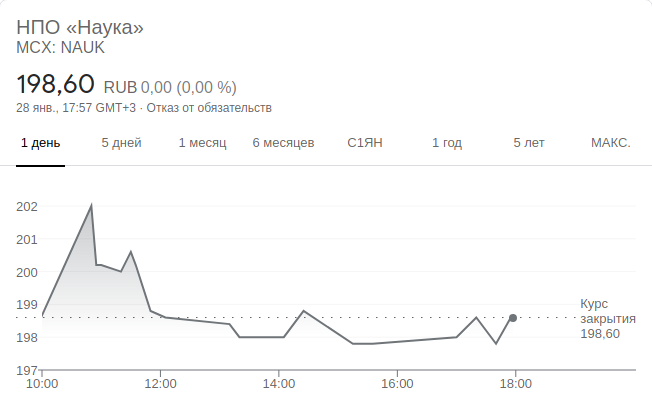 НПО «Наука»
MCX: NAUK
198,60 RUB 0,00 (0,00 %)
28 янв., 17:57 GMT+3 · Отказ от обязательств
1 день 5 дней 1 месяц 6 месяцев С1ЯН 1 год 5 лет МАКС.
202
201
200
199
198
197
Курс
закрытия
198,60
10:00 12:00 14:00 16:00 18:00